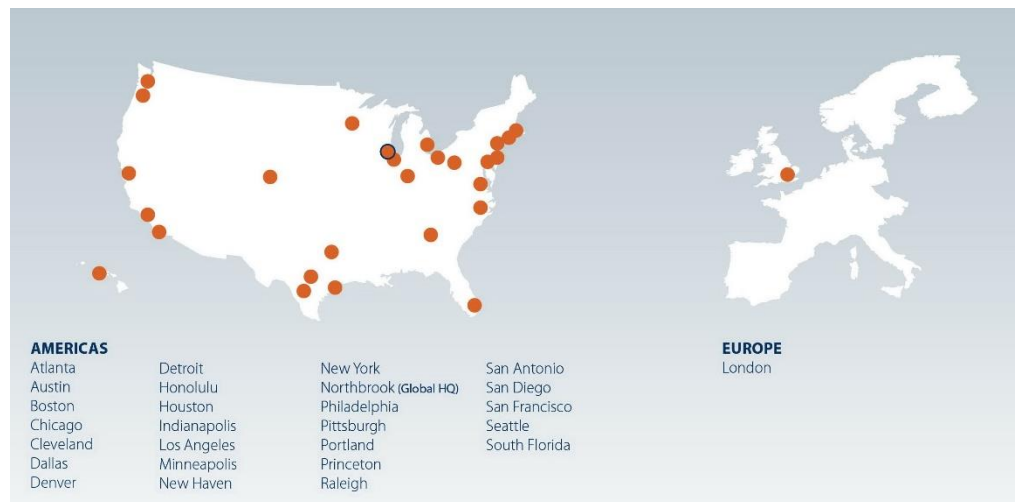 AMERICAS
Atlanta
Austin
Boston
Chicago
Cleveland
Dallas
Denver
Detroit
Honolulu
Houston
Indianapolis
Los Angeles
Minneapolis
New Haven
New York
Northbrook (Global HQ)
Philadelphia
Pittsburgh
Portland
Princeton
Raleigh
San Antonio
San Diego
San Francisco
Seattle
South Florida
EUROPE
London